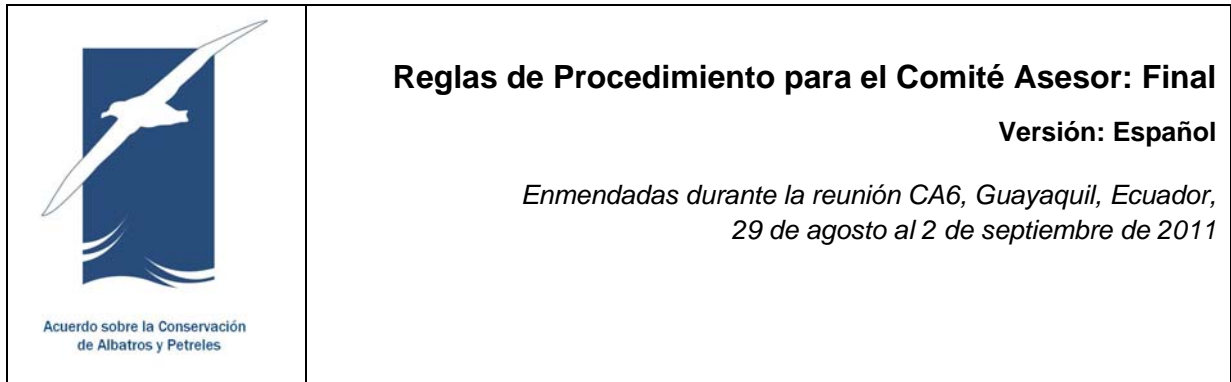 Reglas de Procedimiento para el Comité Asesor: Final
Versión: Español
Enmendadas durante la reunión CA6, Guayaquil, Ecuador,
29 de agosto al 2 de septiembre de 2011
Acuerdo sobre la Conservación
de Albatros y Petreles